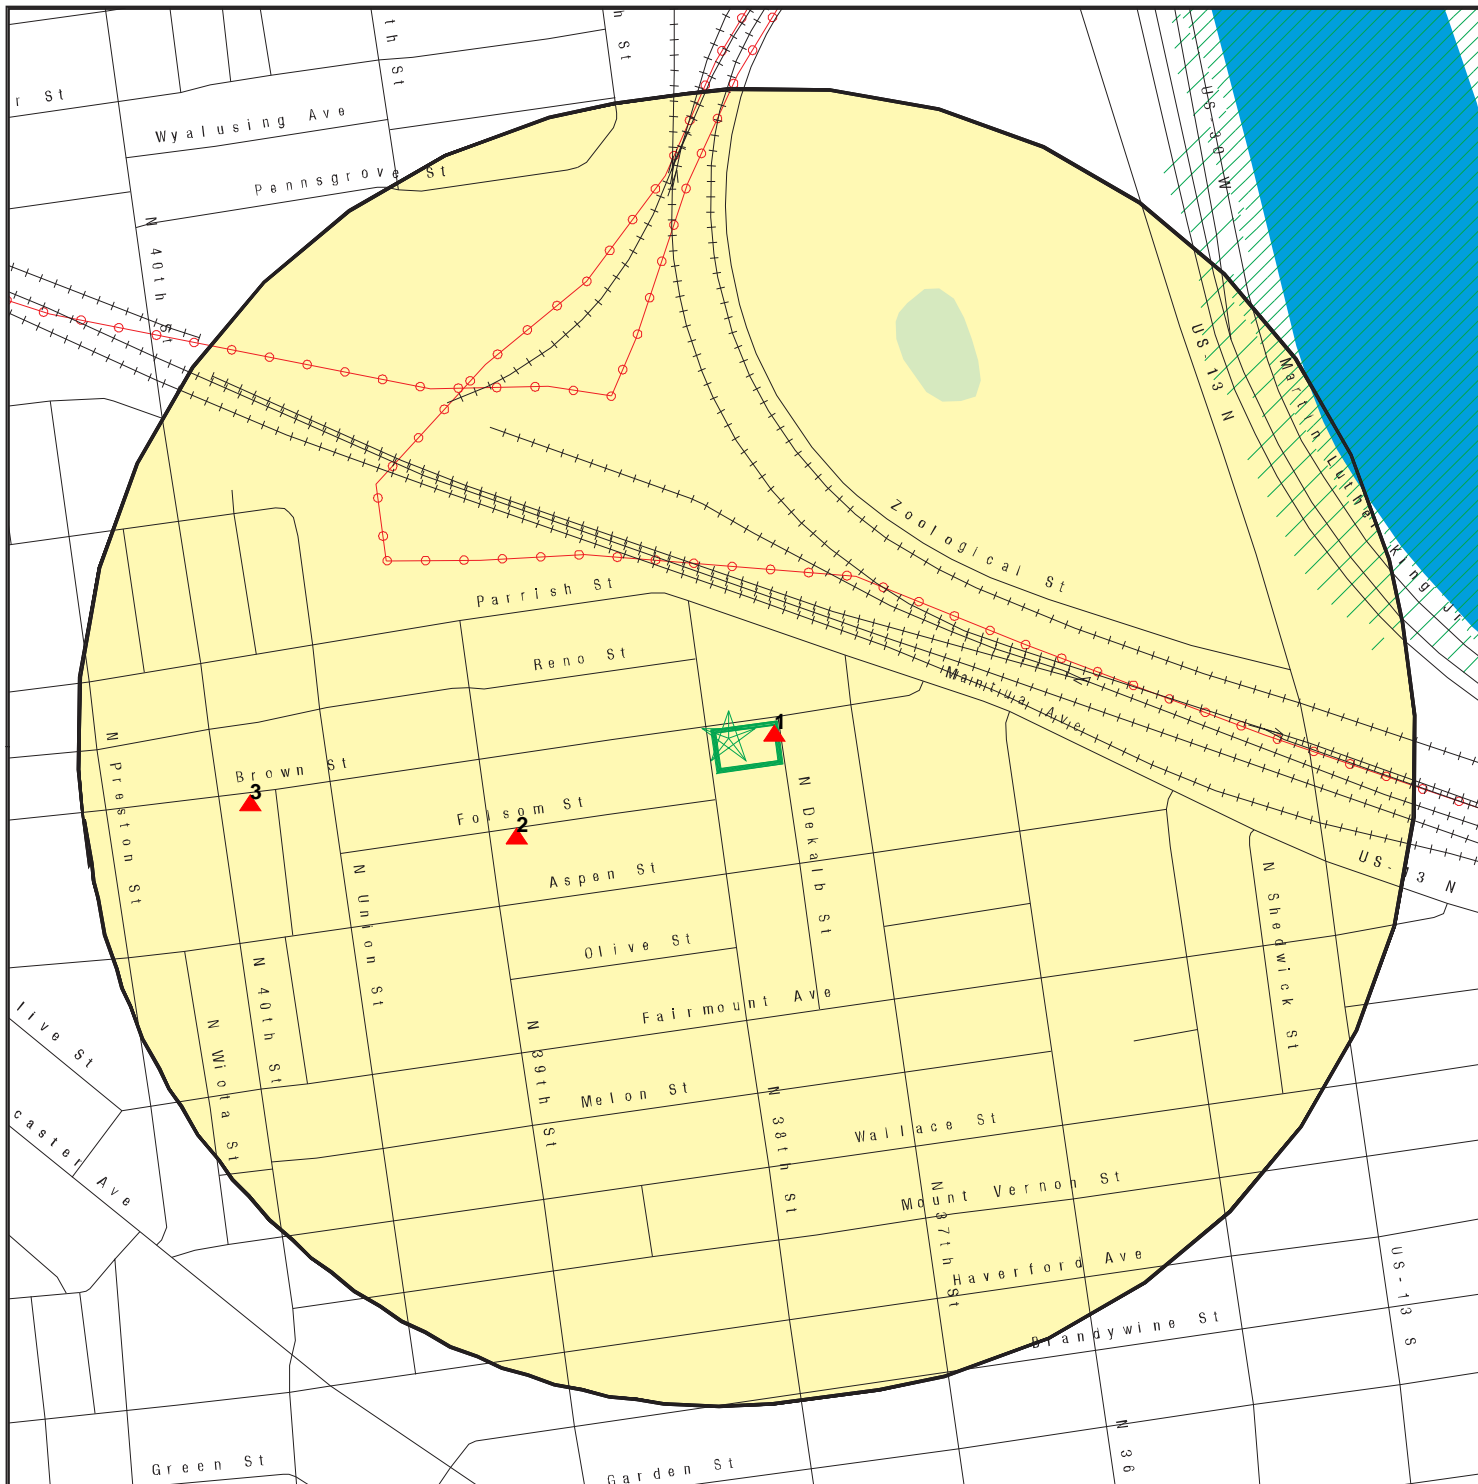 th St
h St
r St
Wyalusing Ave
Pennsgrove St
US-30 W
N 40th St
US 13 N
Martin Luther King Jr
Zoological St
Parrish St
Reno St
Mantua Ave
1
N Preston St
Brown St
3
Folsom St
2
N Dekalb St
Aspen St
US-13 N
N Union St
N Shedwick St
Olive St
N 40th St
Fairmount Ave
live St
N Wiota St
N 39th St
Melon St
N 38th St
caster Ave
Wallace St
Mount Vernon St
N 37th St
Haverford Ave
US-13 S
Brandywine St
N 36
Green St
Garden St